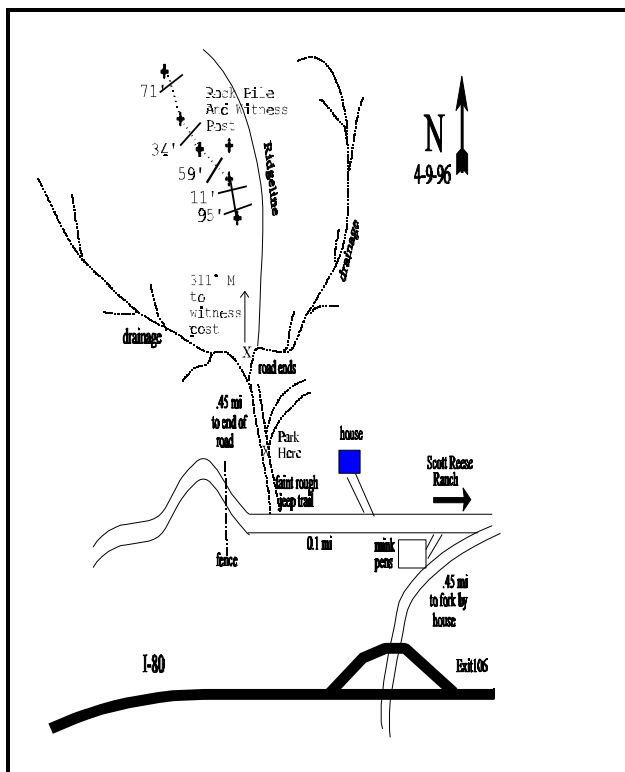 71'
Rock Pile
And Witness
Post
34'
59'
11'
95'
Ridgeline
N
4-9-96
drainage
311° M
to
witness
post
drainage
X
road ends
.45 mi
to end of
road
Park
Here
house
Scott Reese
Ranch
faint rough
jeep trail
0.1 mi
mink
pens
fence
.45 mi
to fork by
house
I-80
Exit106